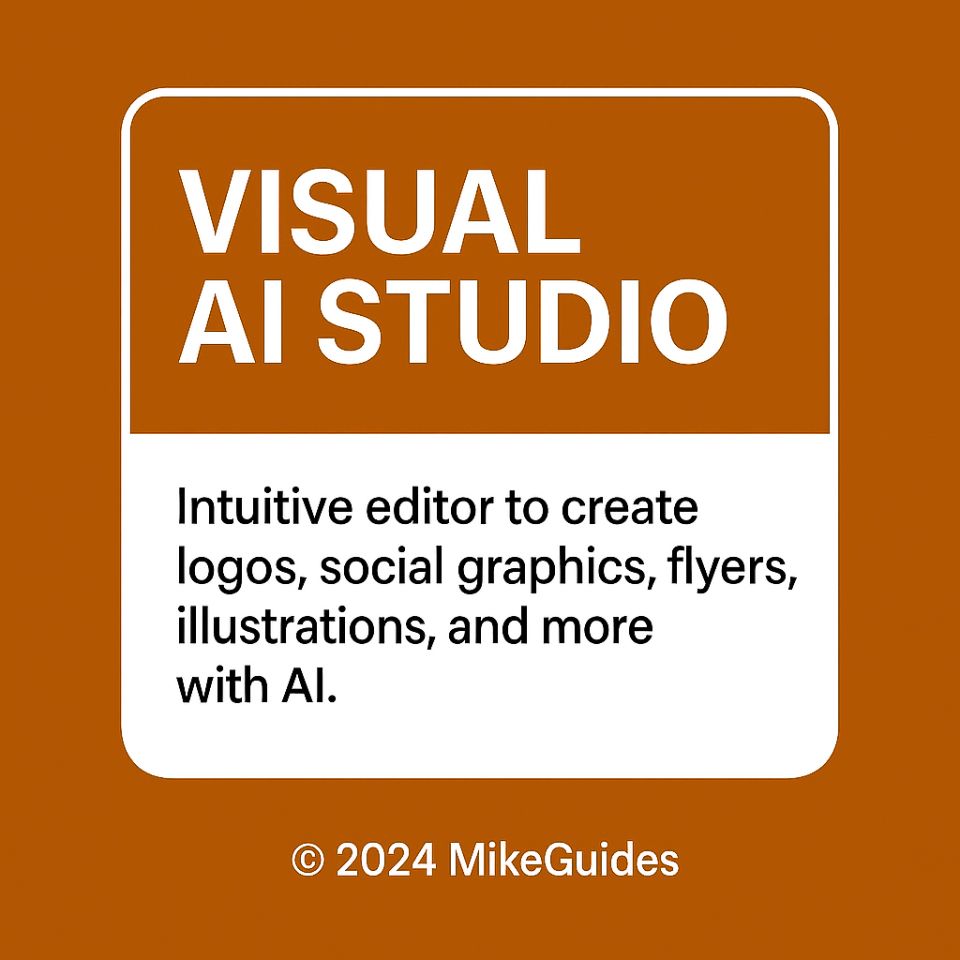 VISUAL
AI STUDIO
Intuitive editor to create
logos, social graphics, flyers,
illustrations, and more
with AI.
© 2024 MikeGuides